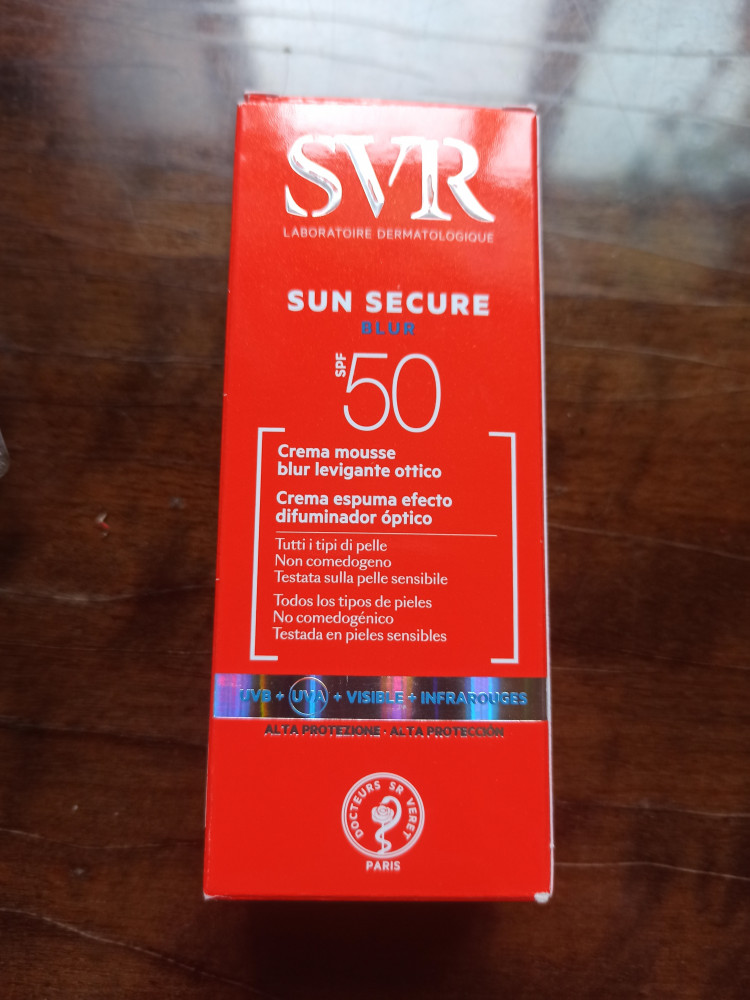 SVR
LABORATOIRE DERMATOLOGIQUE
SUN SECURE
BLUR
SPF 50
Crema mousse
blur levigante ottico
Crema espuma efecto
difuminador óptico
Tutti i tipi di pelle
Non comedogeno
Testata sulla pelle sensibile
Todos los tipos de pieles
No comedogénico
Testada en pieles sensibles
UVB + UVA + VISIBLE + INFRAROUGES
ALTA PROTEZIONE · ALTA PROTECCIÓN
DOCTEURS SR VERET
PARIS